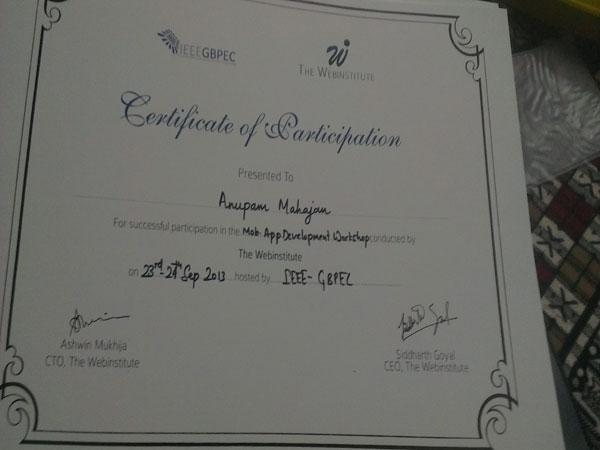 IEEEGBPEC
THE WEBINSTITUTE
Certificate of Participation
Presented To
Anupam Mahajan
For successful participation in the Mob. App Development Workshop conducted by
The Webinstitute
on 23rd-24th Sep 2013 hosted by IEEE-GBPEC
Ashwin Mukhija
CTO, The Webinstitute
Siddharth Goyal
CEO, The Webinstitute